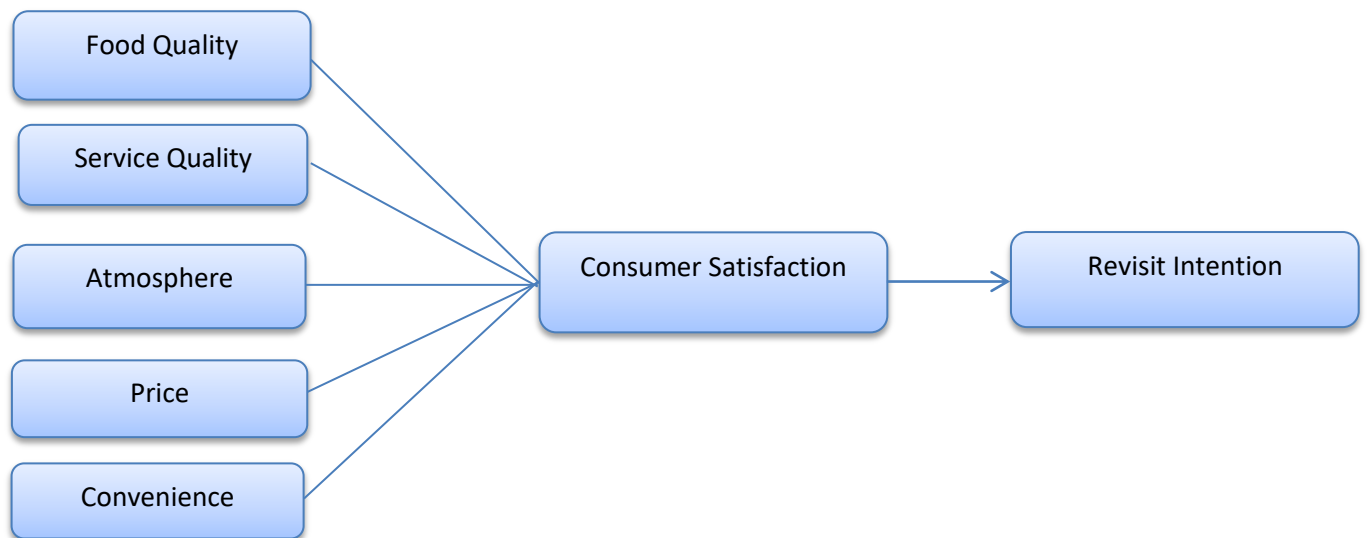 Food Quality
Service Quality
Atmosphere
Price
Convenience
Consumer Satisfaction
Revisit Intention